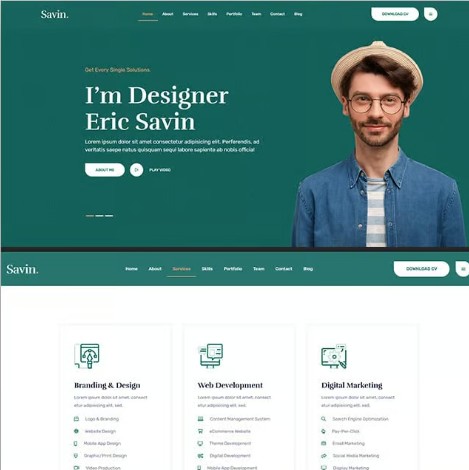 Savin.
Home About Services Skills Portfolio Team Contact Blog
DOWNLOAD CV
Get Every Single Solutions.
I'm Designer
Eric Savin
Lorem ipsum dolor sit amet consectetur adipisicing elit. Perferendis, ad
veritatis saepe natus quisquam sequi labore sapiente ab nobis officia!
ABOUT ME
PLAY VIDEO
Savin.
Home About Services Skills Portfolio Team Contact Blog
DOWNLOAD CV
Branding & Design
Lorem ipsum dolor sit amet, consect
etur adipisicing elit, sed.
Logo & Branding
Website Design
Mobile App Design
Graphic/Print Design
Video Production
Web Development
Lorem ipsum dolor sit amet, consect
etur adipisicing elit, sed.
Content Management System
eCommerce Website
Theme Development
Digital Development
Mobile App Development
Digital Marketing
Lorem ipsum dolor sit amet, consect
etur adipisicing elit, sed.
Search Engine Optimization
Pay-Per-Click
Email Marketing
Social Media Marketing
Display Marketing